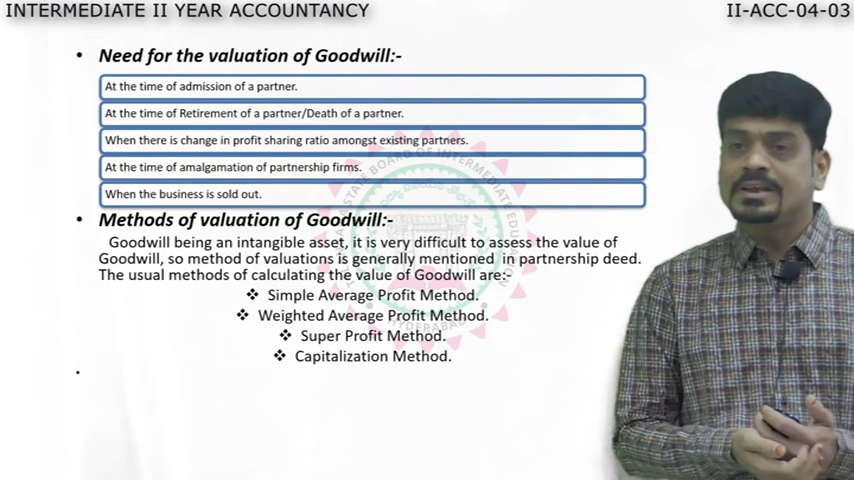 INTERMEDIATE II YEAR ACCOUNTANCY
II-ACC-04-03
• Need for the valuation of Goodwill:-
At the time of admission of a partner.
At the time of Retirement of a partner/Death of a partner.
When there is change in profit sharing ratio amongst existing partners.
At the time of amalgamation of partnership firms.
When the business is sold out.
• Methods of valuation of Goodwill:-
Goodwill being an intangible asset, it is very difficult to assess the value of
Goodwill, so method of valuations is generally mentioned in partnership deed.
The usual methods of calculating the value of Goodwill are:-
❖ Simple Average Profit Method.
❖ Weighted Average Profit Method.
❖ Super Profit Method.
❖ Capitalization Method.
HYDERABAD